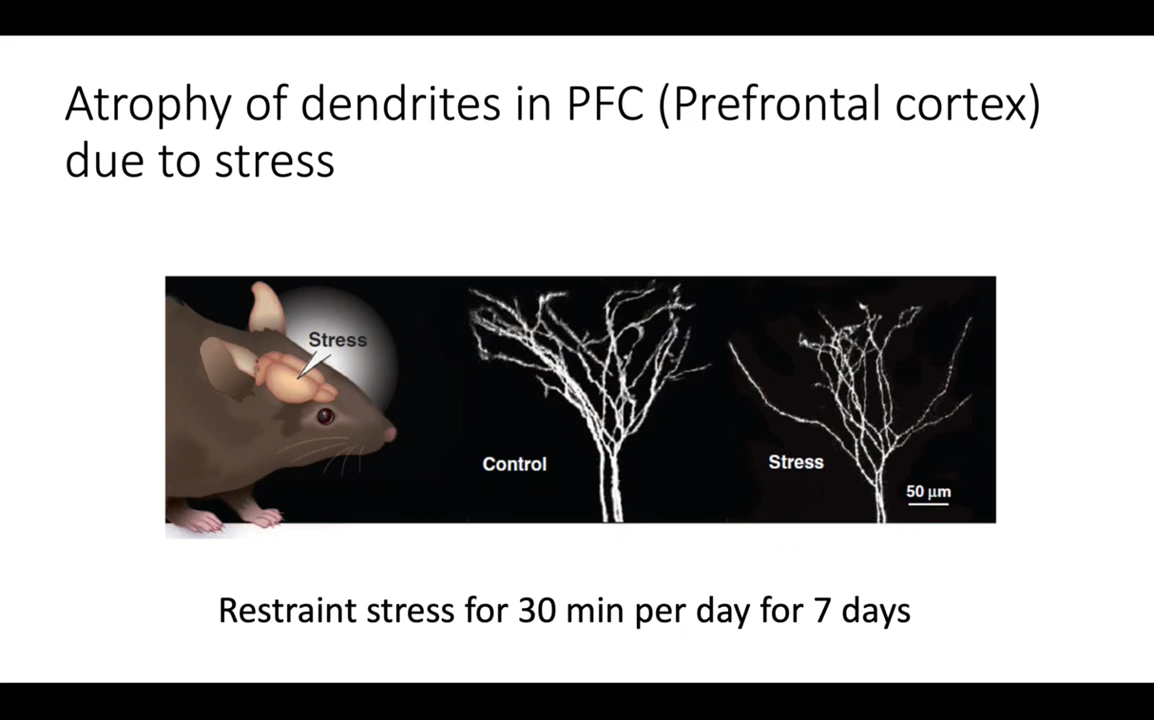 Atrophy of dendrites in PFC (Prefrontal cortex)
due to stress
Stress
Control
Stress
50 µm
Restraint stress for 30 min per day for 7 days